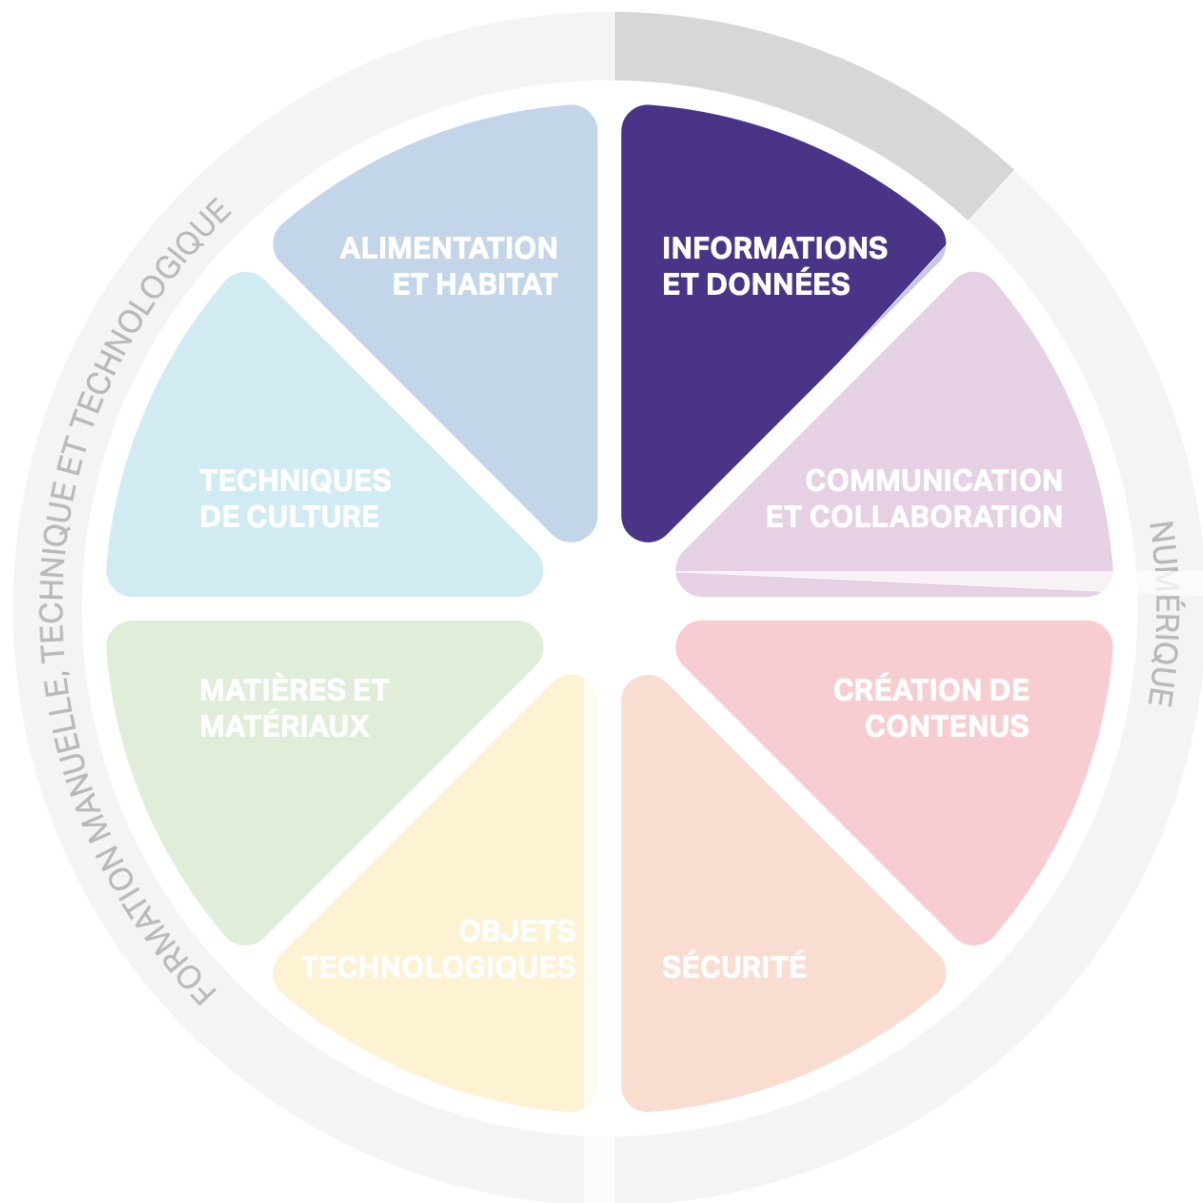 ALIMENTATION
ET HABITAT
INFORMATIONS
ET DONNÉES
TECHNIQUES
DE CULTURE
COMMUNICATION
ET COLLABORATION
MATIÈRES ET
MATÉRIAUX
CRÉATION DE
CONTENUS
OBJETS
TECHNOLOGIQUES
SÉCURITÉ
FORMATION MANUELLE, TECHNIQUE ET TECHNOLOGIQUE
NUMÉRIQUE